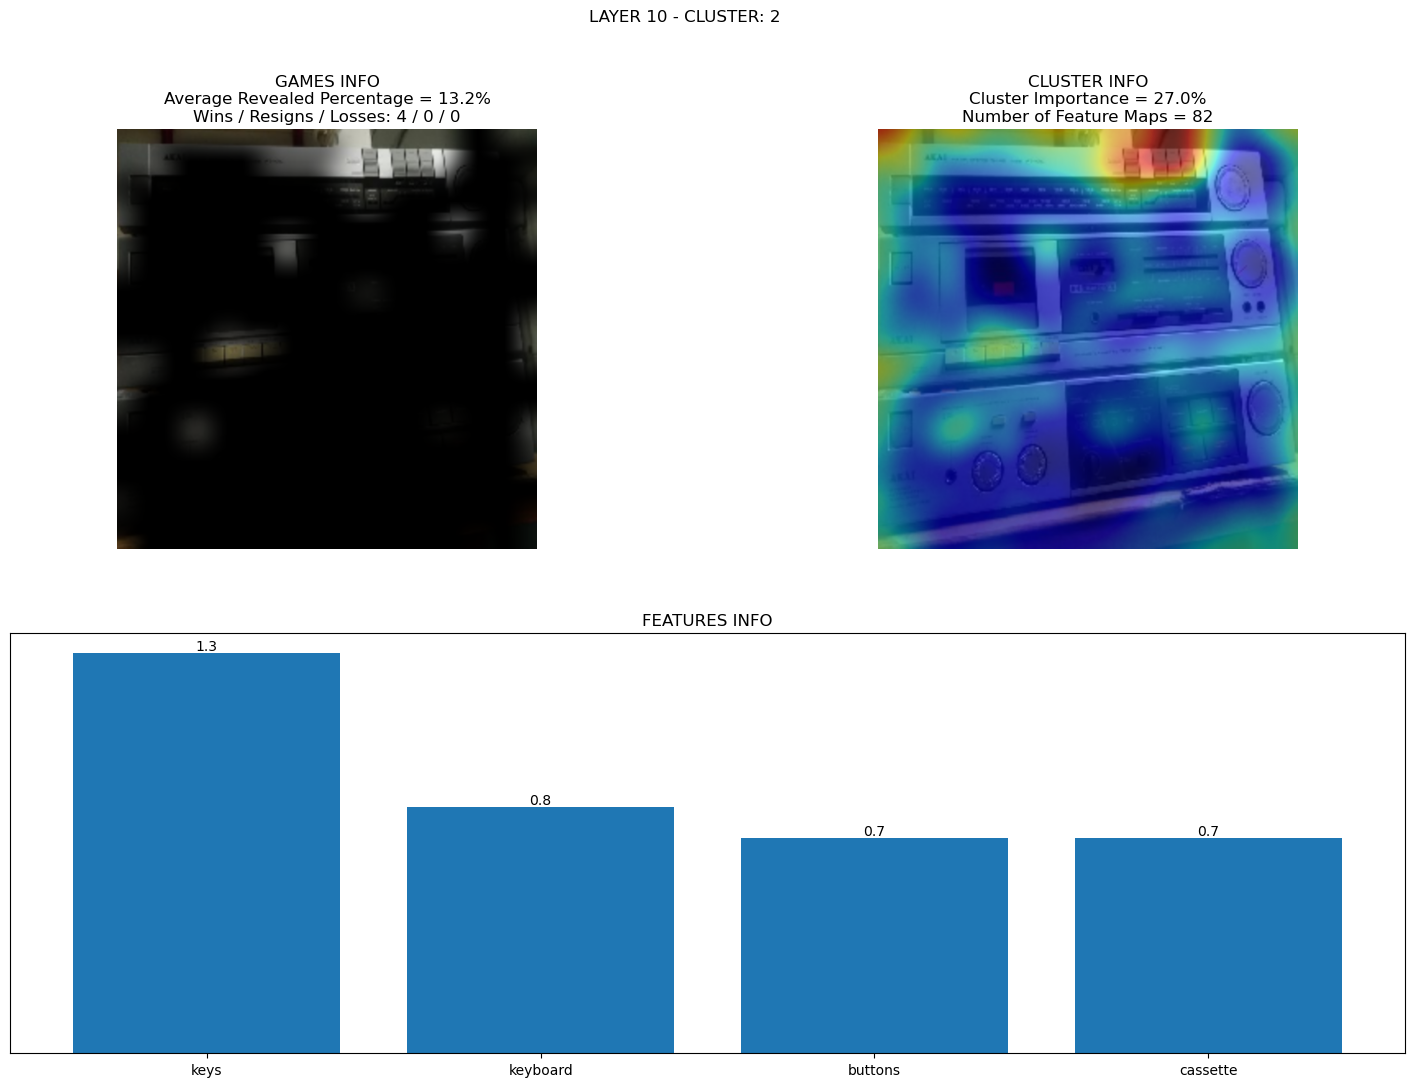 LAYER 10 - CLUSTER: 2
GAMES INFO
Average Revealed Percentage = 13.2%
Wins / Resigns / Losses: 4 / 0 / 0
CLUSTER INFO
Cluster Importance = 27.0%
Number of Feature Maps = 82
AKAI
AKAI
FEATURES INFO
1.3
0.8
0.7
0.7
keys
keyboard
buttons
cassette